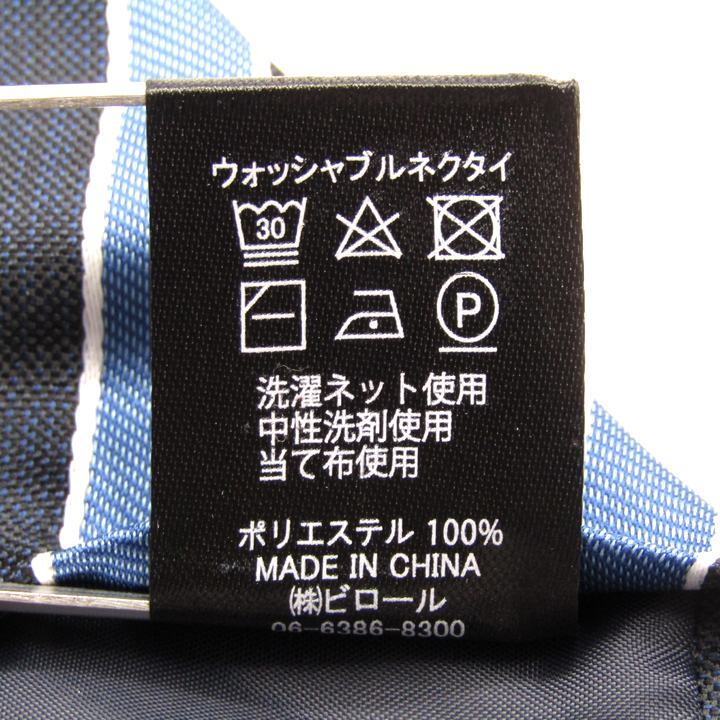 ウォッシャブルネクタイ
30
P
洗濯ネット使用
中性洗剤使用
当て布使用
ポリエステル 100%
MADE IN CHINA
㈱ビロール
06-6386-8300